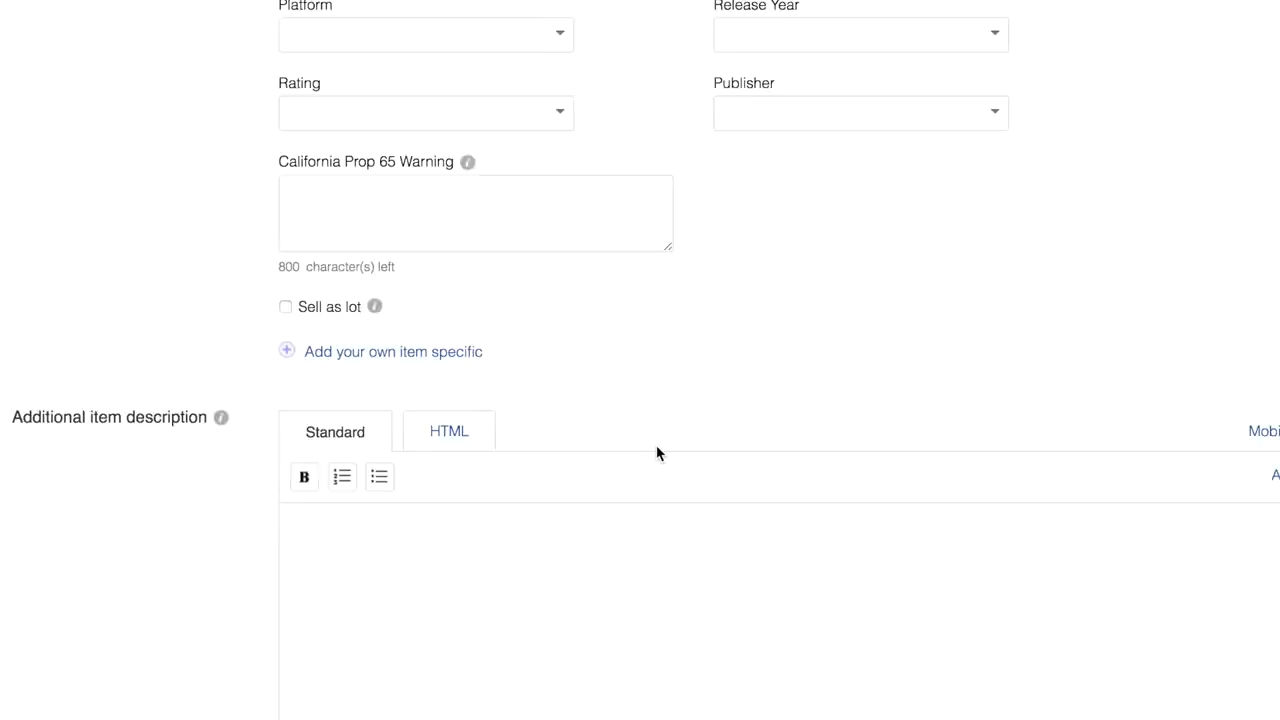 Platform
Release Year
Rating
Publisher
California Prop 65 Warning
800 character(s) left
Sell as lot
Add your own item specific
Additional item description
Standard
HTML
Mobi
B
A